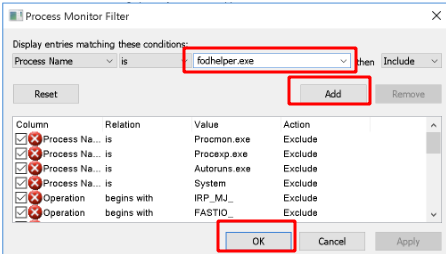 Process Monitor Filter
Display entries matching these conditions:
Process Name is fodhelper.exe then Include
Reset Add Remove
Column Relation Value Action
Process Na... is Procmon.exe Exclude
Process Na... is Procexp.exe Exclude
Process Na... is Autoruns.exe Exclude
Process Na... is System Exclude
Operation begins with IRP_MJ_ Exclude
Operation begins with FASTIO_ Exclude
OK Cancel Apply